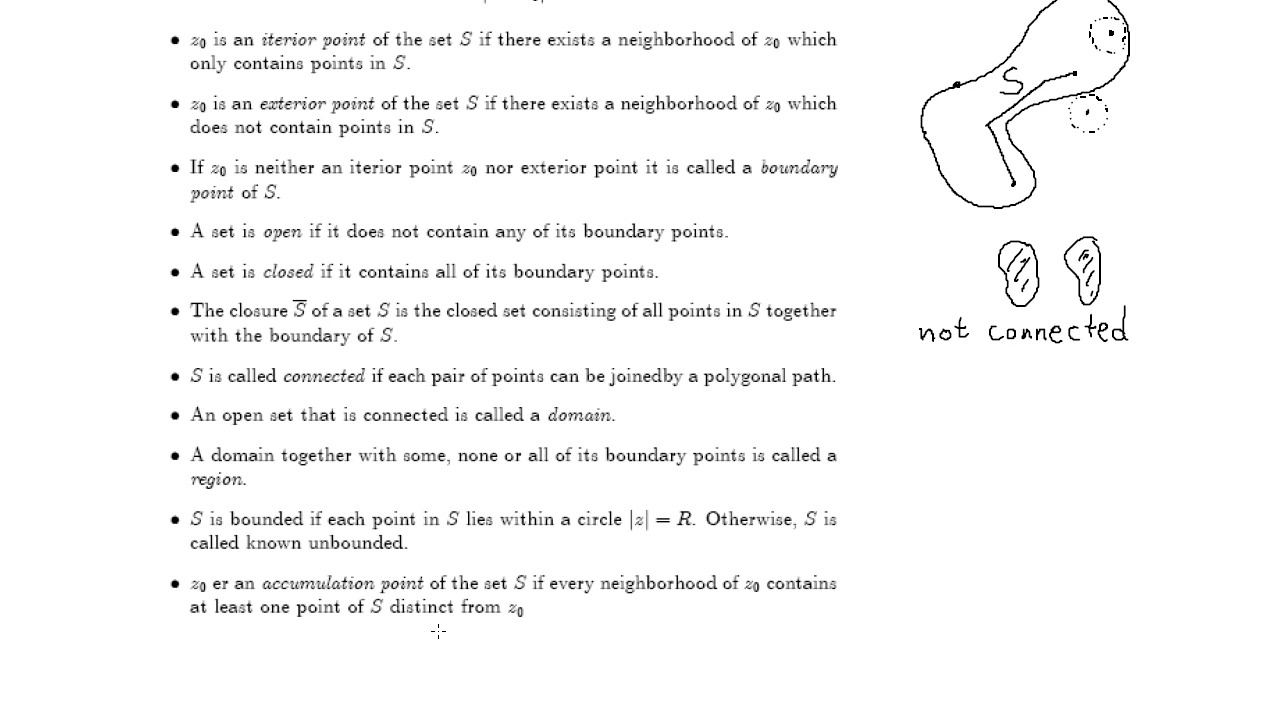 • z₀ is an iterior point of the set S if there exists a neighborhood of z₀ which
only contains points in S.
• z₀ is an exterior point of the set S if there exists a neighborhood of z₀ which
does not contain points in S.
• If z₀ is neither an iterior point z₀ nor exterior point it is called a boundary
point of S.
• A set is open if it does not contain any of its boundary points.
• A set is closed if it contains all of its boundary points.
• The closure S̅ of a set S is the closed set consisting of all points in S together
with the boundary of S.
• S is called connected if each pair of points can be joinedby a polygonal path.
• An open set that is connected is called a domain.
• A domain together with some, none or all of its boundary points is called a
region.
• S is bounded if each point in S lies within a circle |z| = R. Otherwise, S is
called known unbounded.
• z₀ er an accumulation point of the set S if every neighborhood of z₀ contains
at least one point of S distinct from z₀
S
not connected